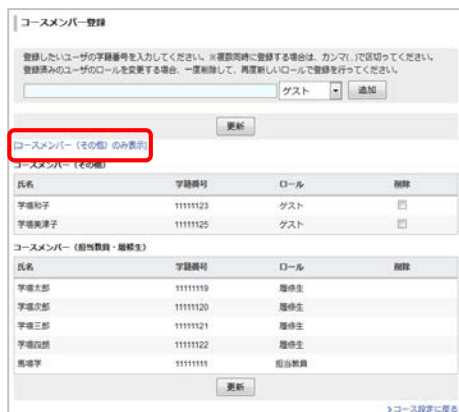 コースメンバー登録
登録したいユーザの学籍番号を入力してください。※複数同時に登録する場合は、カンマ(,)で区切ってください。
登録済みのユーザのロールを変更する場合、一度削除して、再度新しいロールで登録を行ってください。
ゲスト 追加
更新
[コースメンバー（その他）のみ表示]
コースメンバー（その他）
氏名 学籍番号 ロール 削除
学場和子 11111123 ゲスト
学場美津子 11111125 ゲスト
コースメンバー（担当教員・履修生）
氏名 学籍番号 ロール 削除
学場太郎 11111119 履修生
学場次郎 11111120 履修生
学場三郎 11111121 履修生
学場四朗 11111122 履修生
馬場学 11111111 担当教員
更新
コース設定に戻る